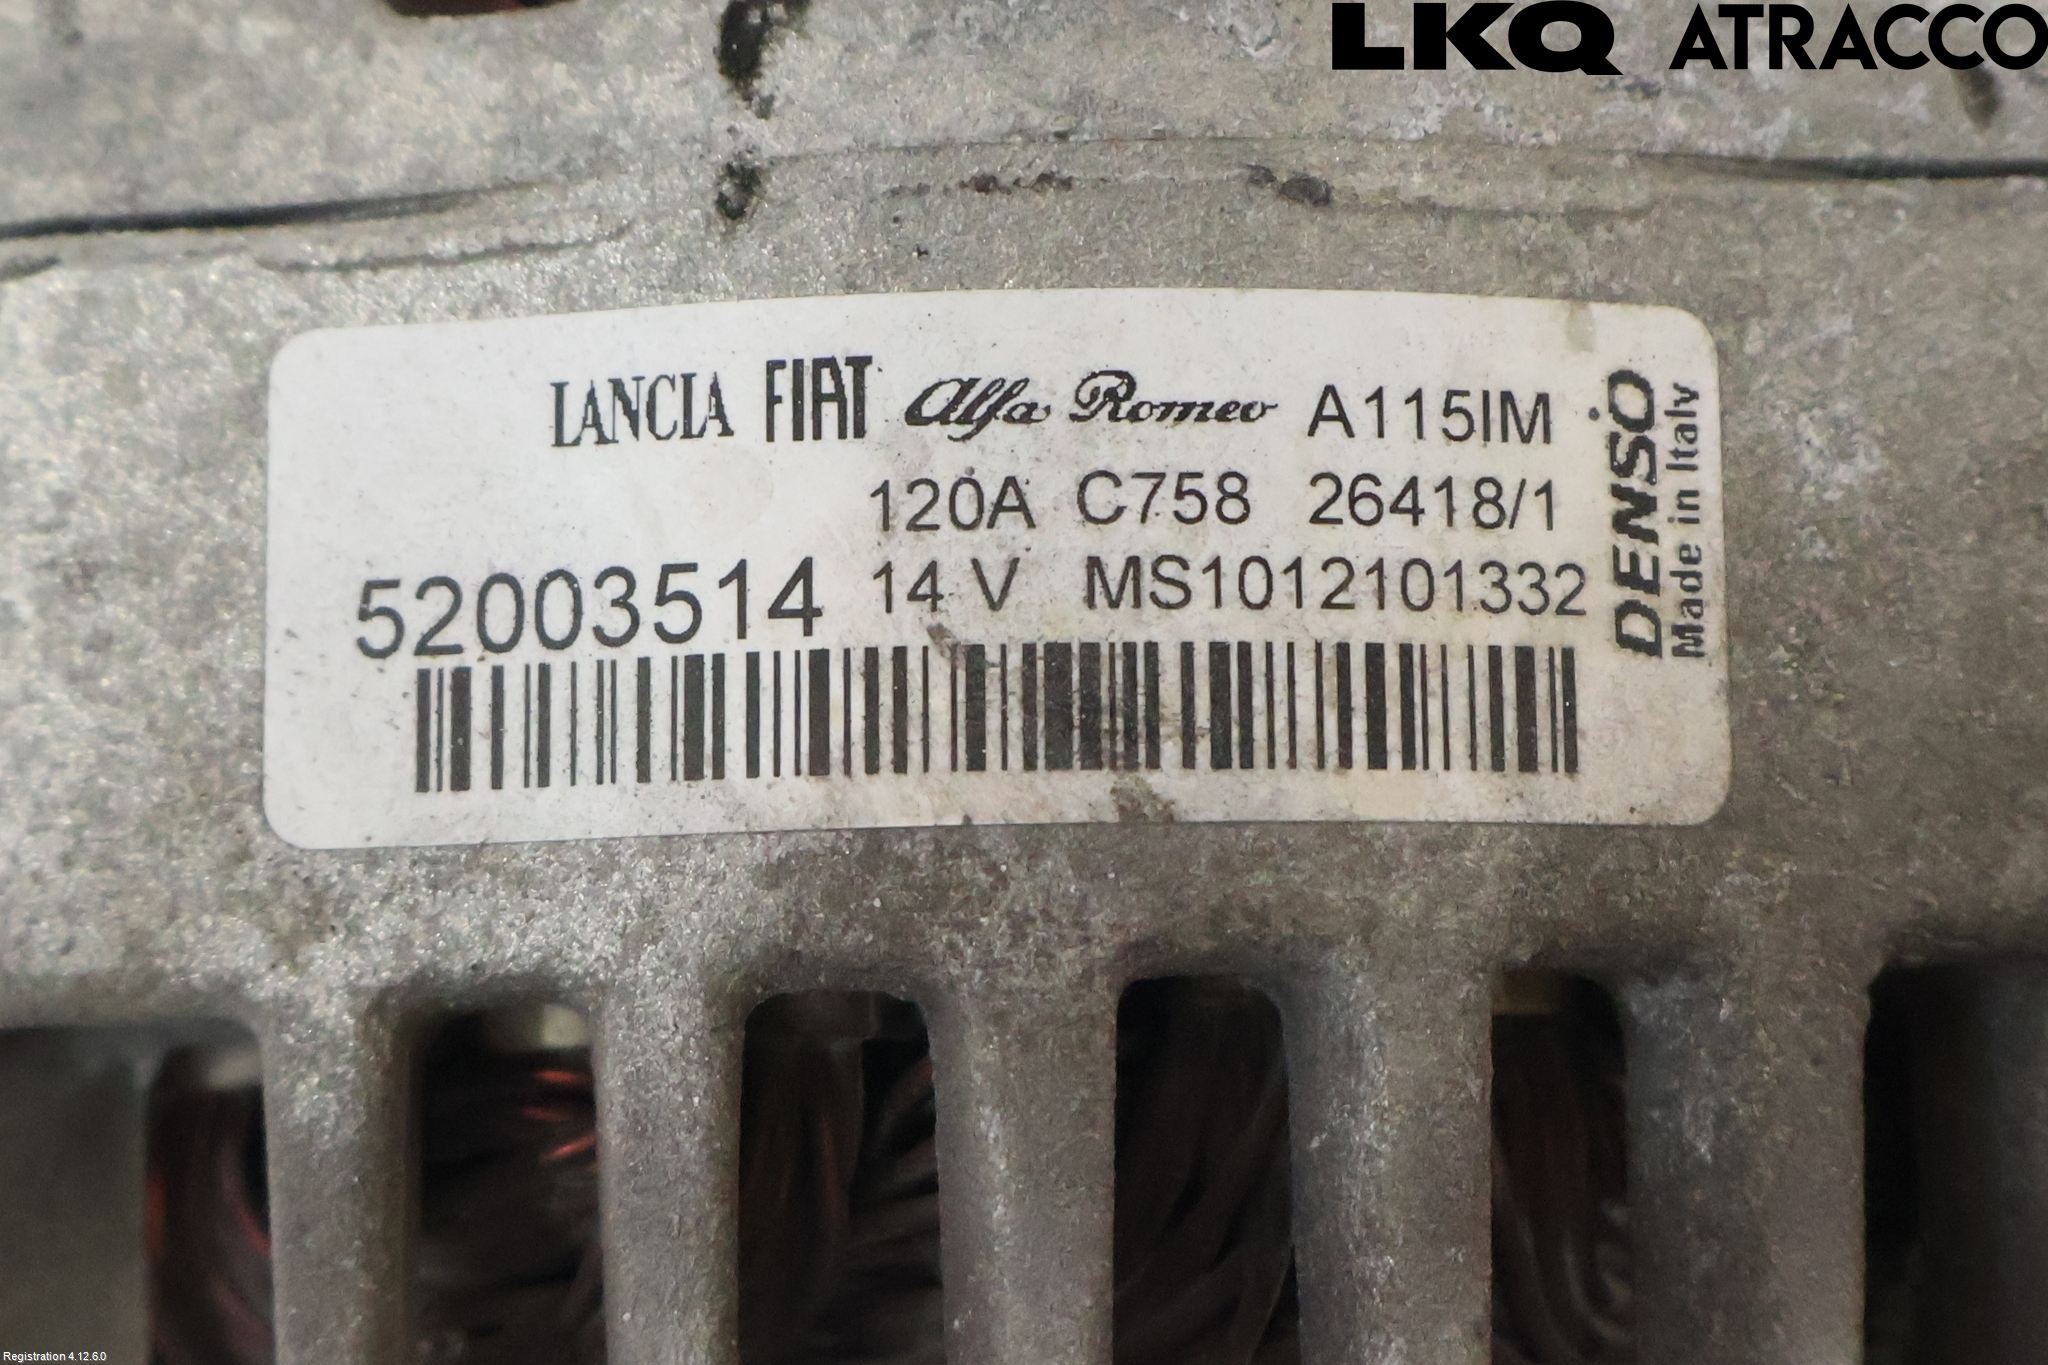 LKQ ATRACCO
LANCIA FIAT Alfa Romeo A115IM
120A C758 26418/1
52003514 14 V MS1012101332
DENSO
Made in Italy
Registration 4.12.6.0